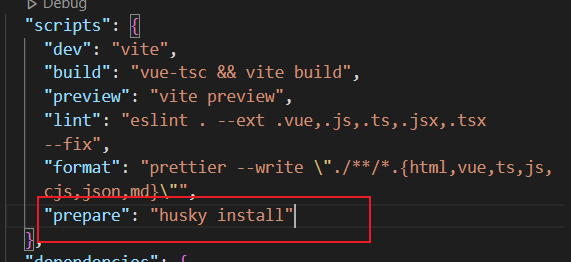 Debug
"scripts": {
"dev": "vite",
"build": "vue-tsc && vite build",
"preview": "vite preview",
"lint": "eslint . --ext .vue,.js,.ts,.jsx,.tsx
--fix",
"format": "prettier --write \"./**/*.{html,vue,ts,js,
cjs,json,md}\"",
"prepare": "husky install"
},
"dependencies": {